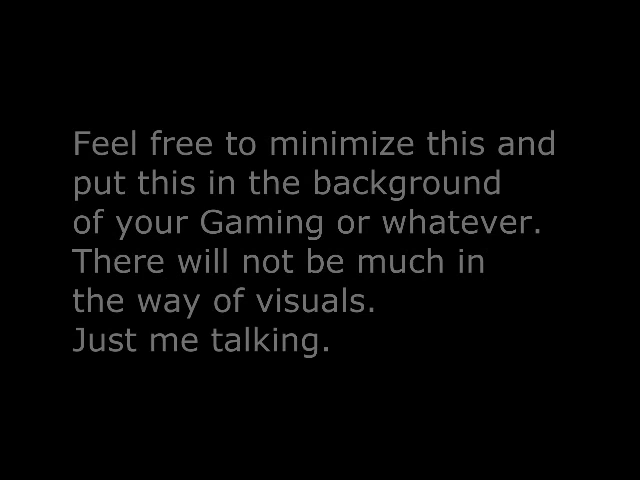 Feel free to minimize this and
put this in the background
of your Gaming or whatever.
There will not be much in
the way of visuals.
Just me talking.